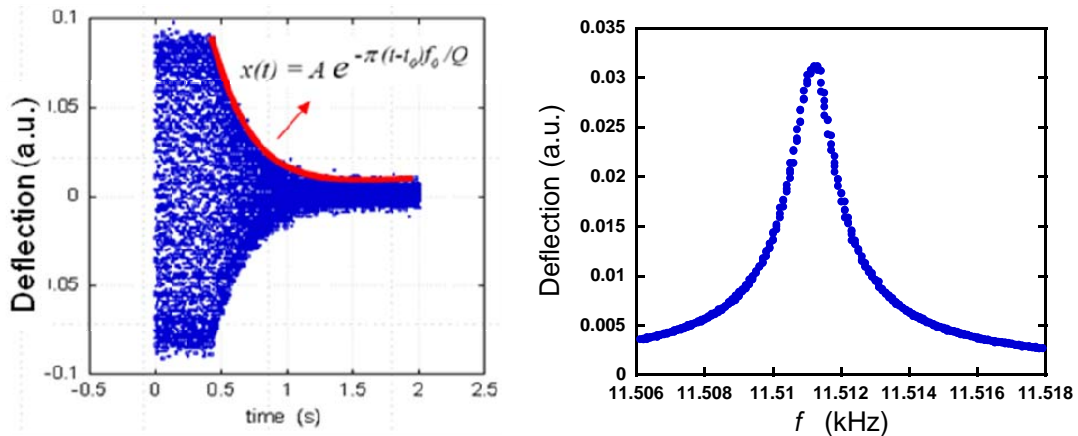 0.1
x(t) = A e^-π(t-t₀)f₀/Q
1.05
0
1.05
-0.1
-0.5 0 0.5 1 1.5 2 2.5
time (s)
Deflection (a.u.)
0.035
0.03
0.025
0.02
0.015
0.01
0.005
0
11.506 11.508 11.51 11.512 11.514 11.516 11.518
f (kHz)
Deflection (a.u.)